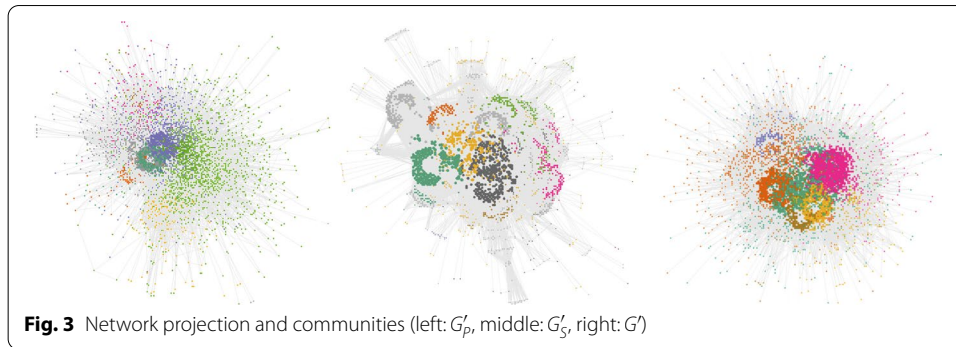 Fig. 3 Network projection and communities (left: G′P, middle: G′S, right: G′)